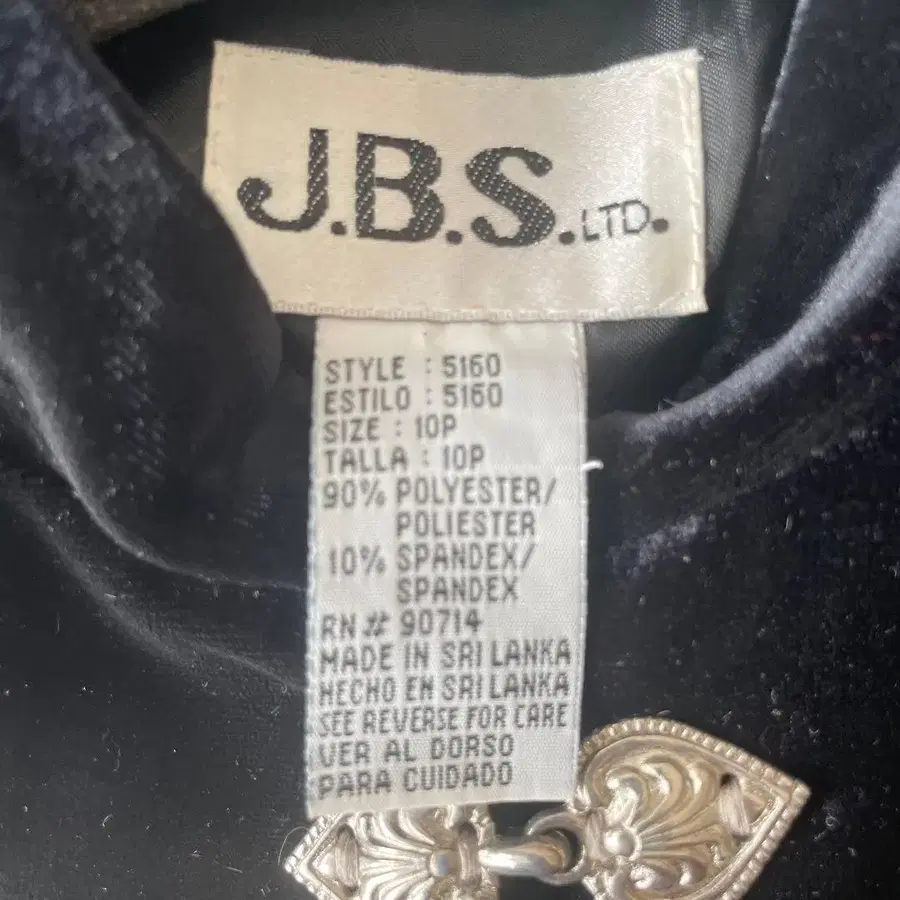 J.B.S. LTD.
STYLE : 5160
ESTILO : 5160
SIZE : 10P
TALLA : 10P
90% POLYESTER/
POLIESTER
10% SPANDEX/
SPANDEX
RN # 90714
MADE IN SRI LANKA
HECHO EN SRI LANKA
SEE REVERSE FOR CARE
VER AL DORSO
PARA CUIDADO